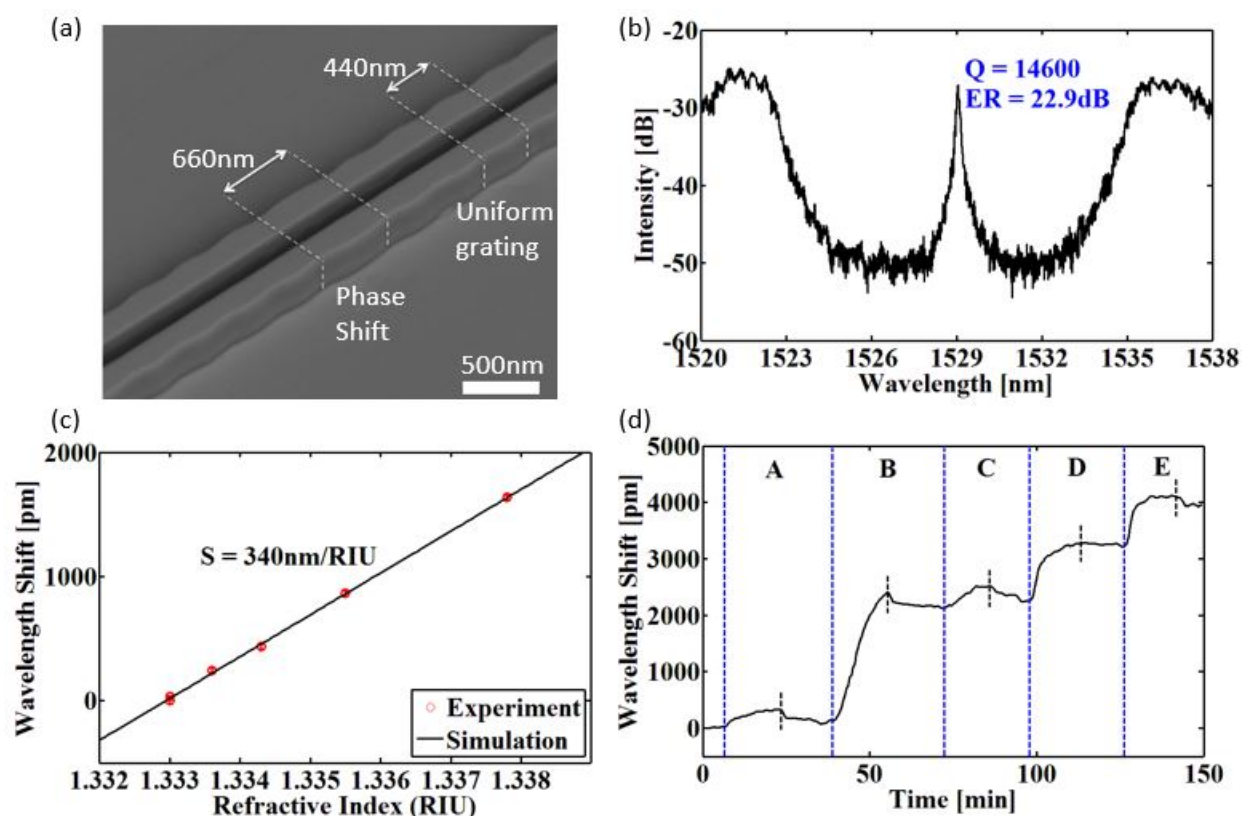 (a)
440nm
660nm
Uniform
grating
Phase
Shift
500nm
(b)
-20
-30
-40
-50
-60
Intensity [dB]
Q = 14600
ER = 22.9dB
1520 1523 1526 1529 1532 1535 1538
Wavelength [nm]
(c)
2000
1000
0
Wavelength Shift [pm]
S = 340nm/RIU
Experiment
Simulation
1.332 1.333 1.334 1.335 1.336 1.337 1.338
Refractive Index (RIU)
(d)
5000
4000
3000
2000
1000
0
Wavelength Shift [pm]
A B C D E
0 50 100 150
Time [min]